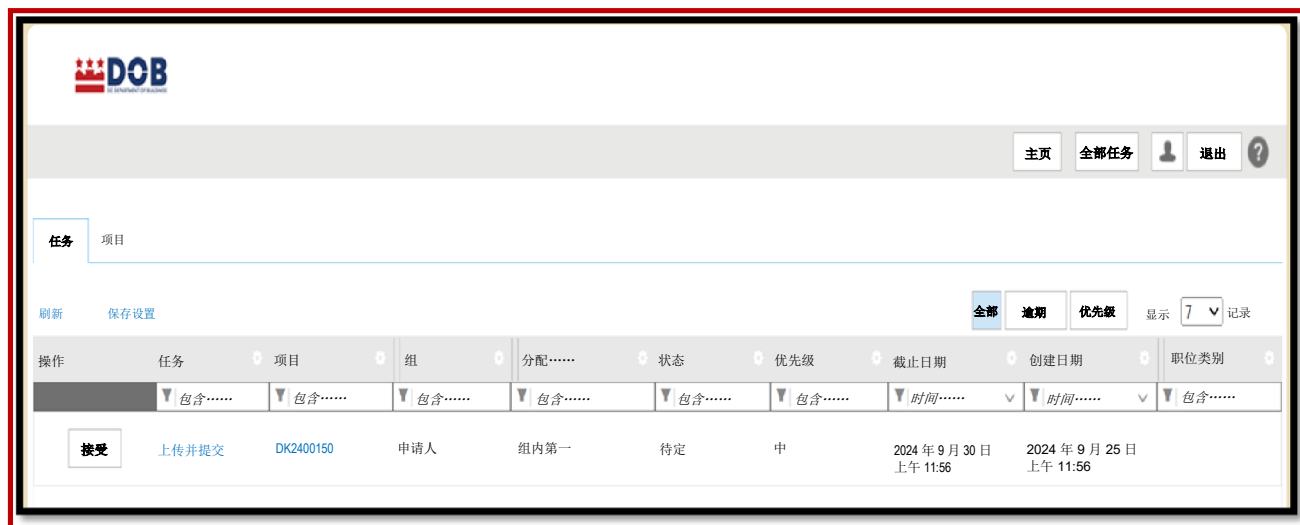 DOB
DC DEPARTMENT OF BUILDINGS
主页 全部任务 退出 ?
任务 项目
刷新 保存设置 全部 逾期 优先级 显示 7 记录
操作 任务 项目 组 分配…… 状态 优先级 截止日期 创建日期 职位类别
包含…… 包含…… 包含…… 包含…… 包含…… 包含…… 时间…… 时间…… 包含……
接受 上传并提交 DK2400150 申请人 组内第一 待定 中 2024 年 9 月 30 日 2024 年 9 月 25 日
上午 11:56 上午 11:56